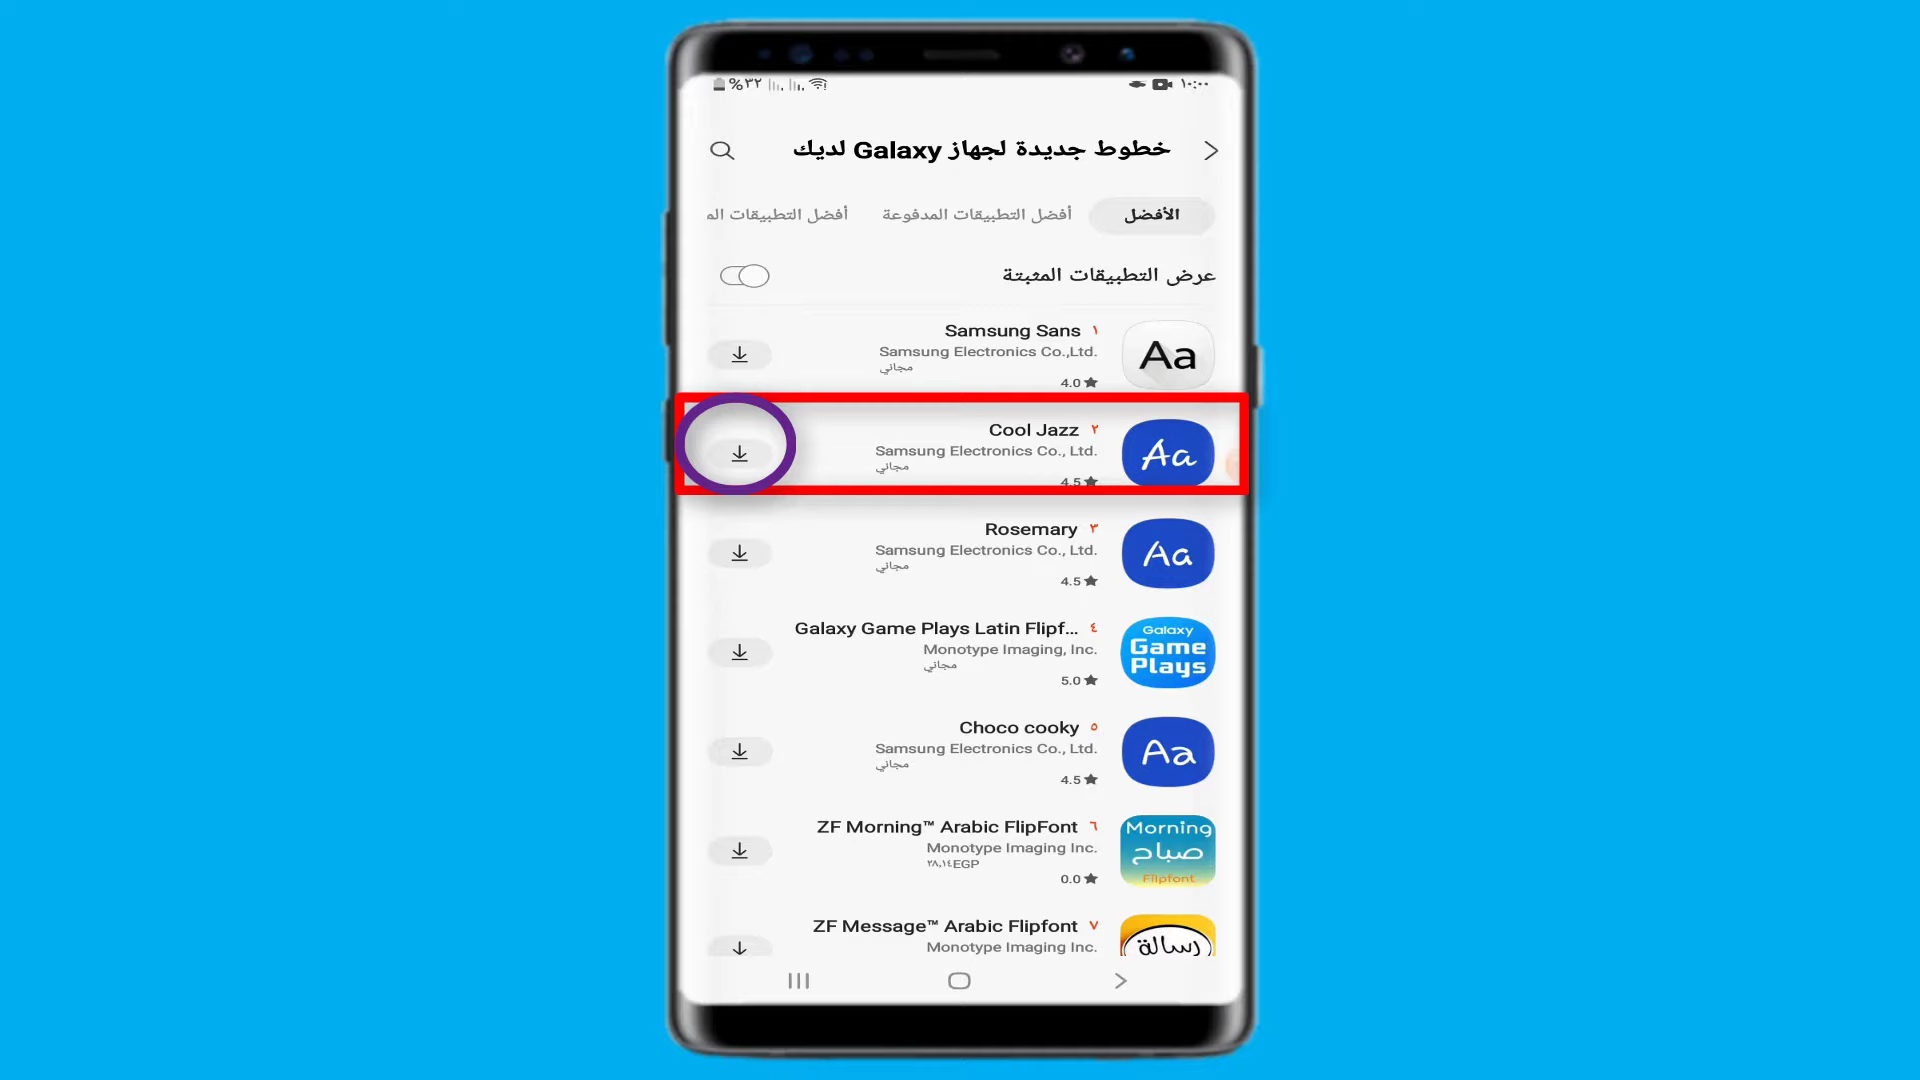 %٣٢
١٠:٠٠
خطوط جديدة لجهاز Galaxy لديك
الأفضل
أفضل التطبيقات المدفوعة
أفضل التطبيقات الم
عرض التطبيقات المثبتة
Aa
١ Samsung Sans
Samsung Electronics Co.,Ltd.
مجاني
4.0
Aa
٢ Cool Jazz
Samsung Electronics Co., Ltd.
مجاني
4.5
Aa
٣ Rosemary
Samsung Electronics Co., Ltd.
مجاني
4.5
Galaxy
Game
Plays
٤ Galaxy Game Plays Latin Flipf...
Monotype Imaging, Inc.
مجاني
5.0
Aa
٥ Choco cooky
Samsung Electronics Co., Ltd.
مجاني
4.5
Morning
صباح
Flipfont
٦ ZF Morning™ Arabic FlipFont
Monotype Imaging Inc.
٢٨,١٤EGP
0.0
رسالة
٧ ZF Message™ Arabic Flipfont
Monotype Imaging Inc.